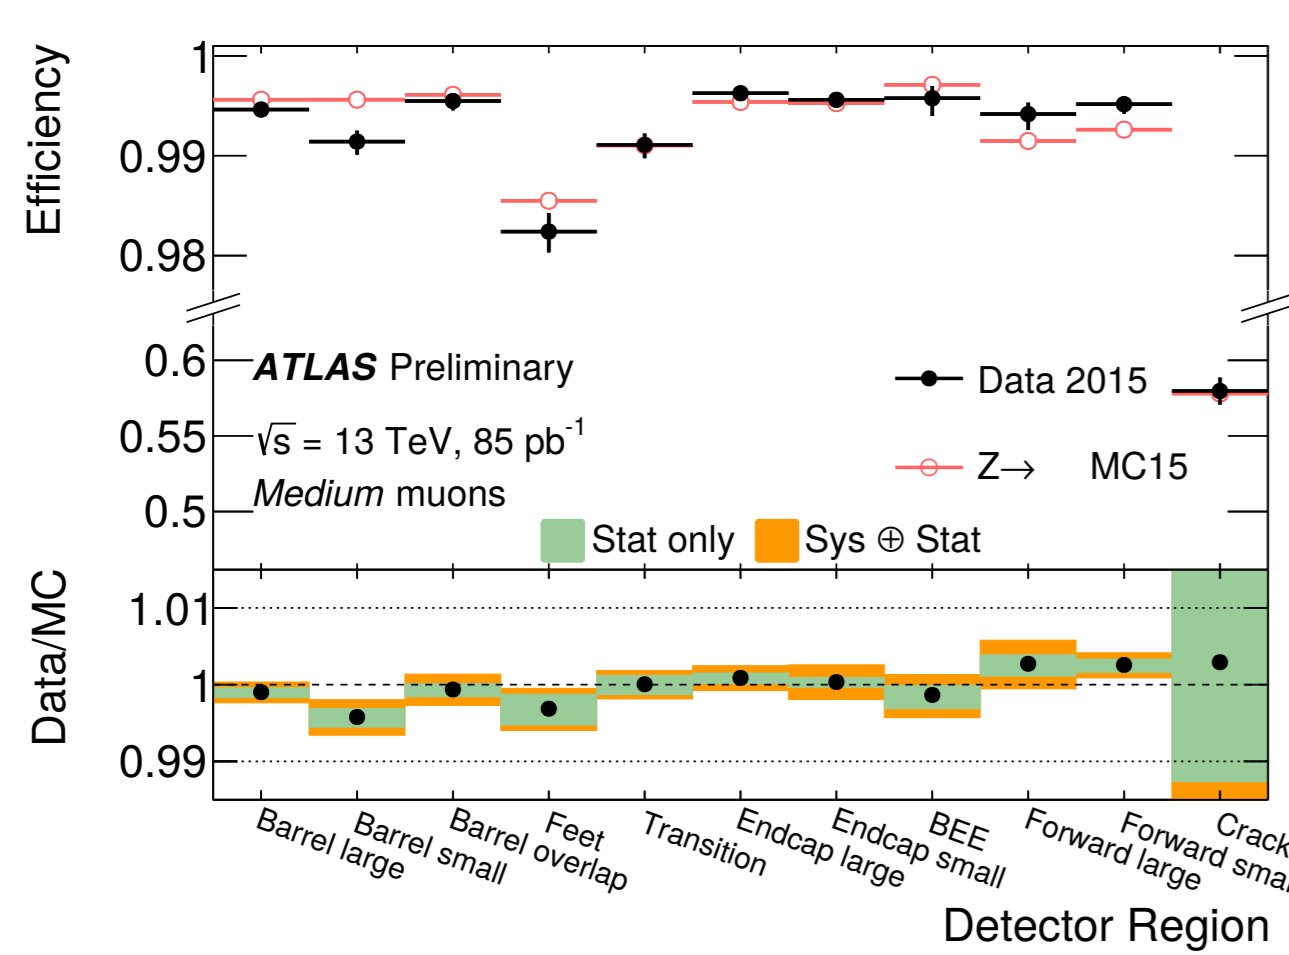 Efficiency
1
0.99
0.98
0.6
0.55
0.5
ATLAS Preliminary
√s = 13 TeV, 85 pb⁻¹
Medium muons
Data 2015
Z→ MC15
Stat only
Sys ⊕ Stat
Data/MC
1.01
1
0.99
Barrel large
Barrel small
Barrel overlap
Feet
Transition
Endcap large
Endcap small
BEE
Forward large
Forward smal
Crack
Detector Region